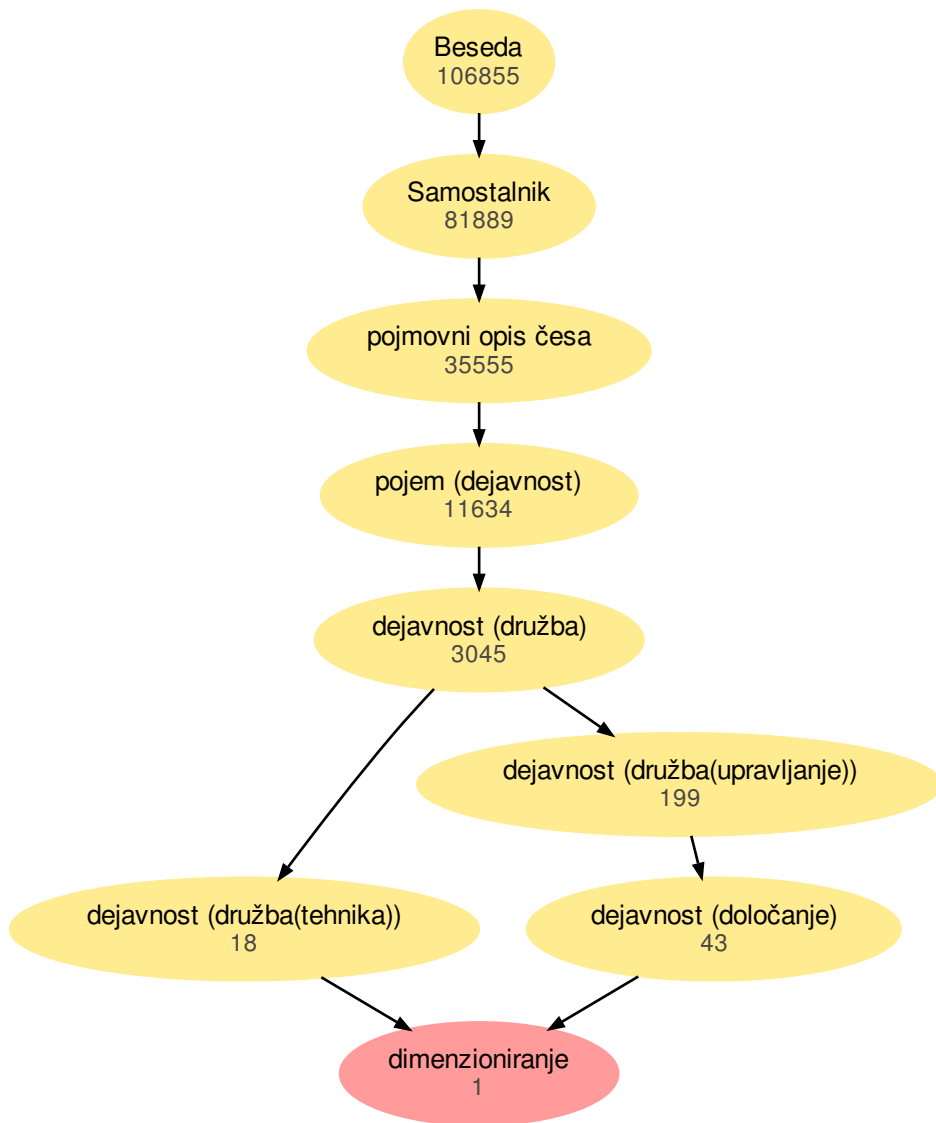 Beseda
106855
Samostalnik
81889
pojmovni opis česa
35555
pojem (dejavnost)
11634
dejavnost (družba)
3045
dejavnost (družba(upravljanje))
199
dejavnost (družba(tehnika))
18
dejavnost (določanje)
43
dimenzioniranje
1